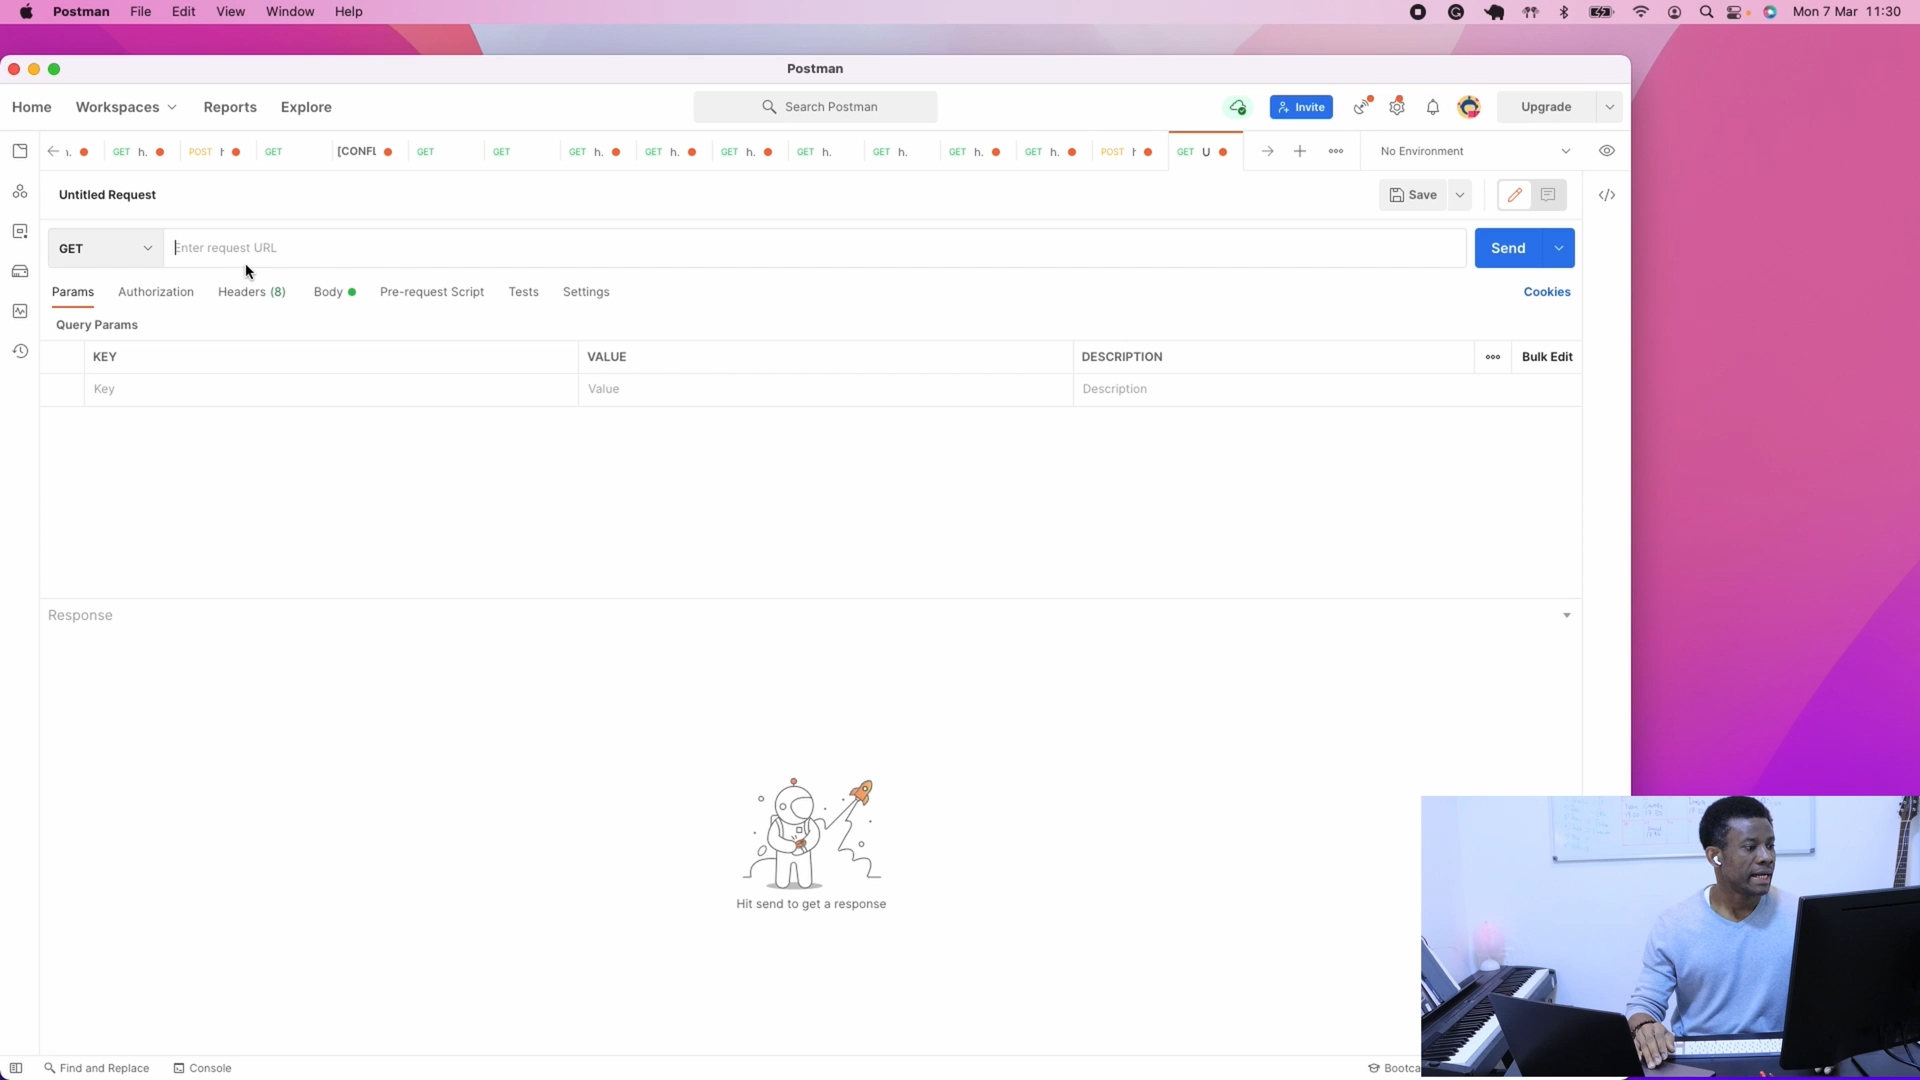 Postman File Edit View Window Help Mon 7 Mar 11:30
Postman
Home Workspaces Reports Explore Search Postman Invite Upgrade
GET h. POST h GET [CONFL GET GET GET h. GET h. GET h. GET h. GET h. GET h. GET h. POST h GET U No Environment
Untitled Request Save
GET Enter request URL Send
Params Authorization Headers (8) Body Pre-request Script Tests Settings Cookies
Query Params
KEY VALUE DESCRIPTION Bulk Edit
Key Value Description
Response
Hit send to get a response
Find and Replace Console Bootca